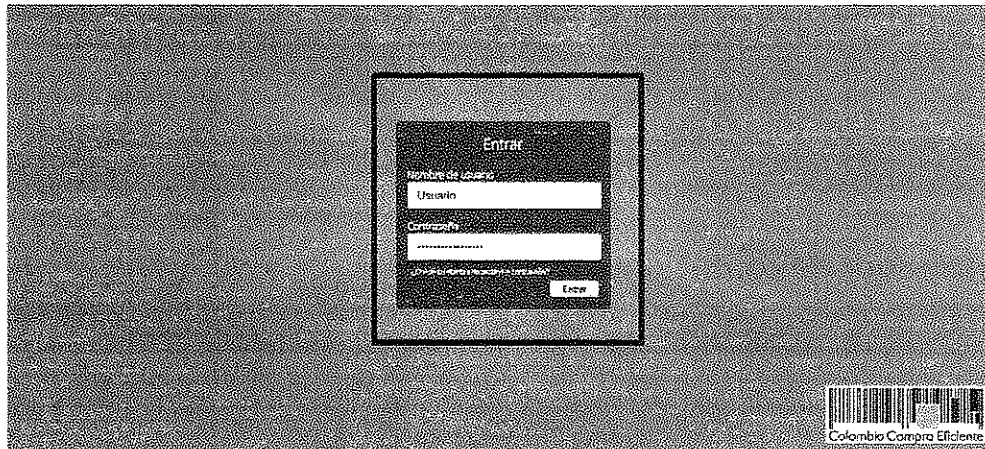 Entrar
Nombre de usuario
Usuario
Contraseña
Entrar
Colombia Compra Eficiente